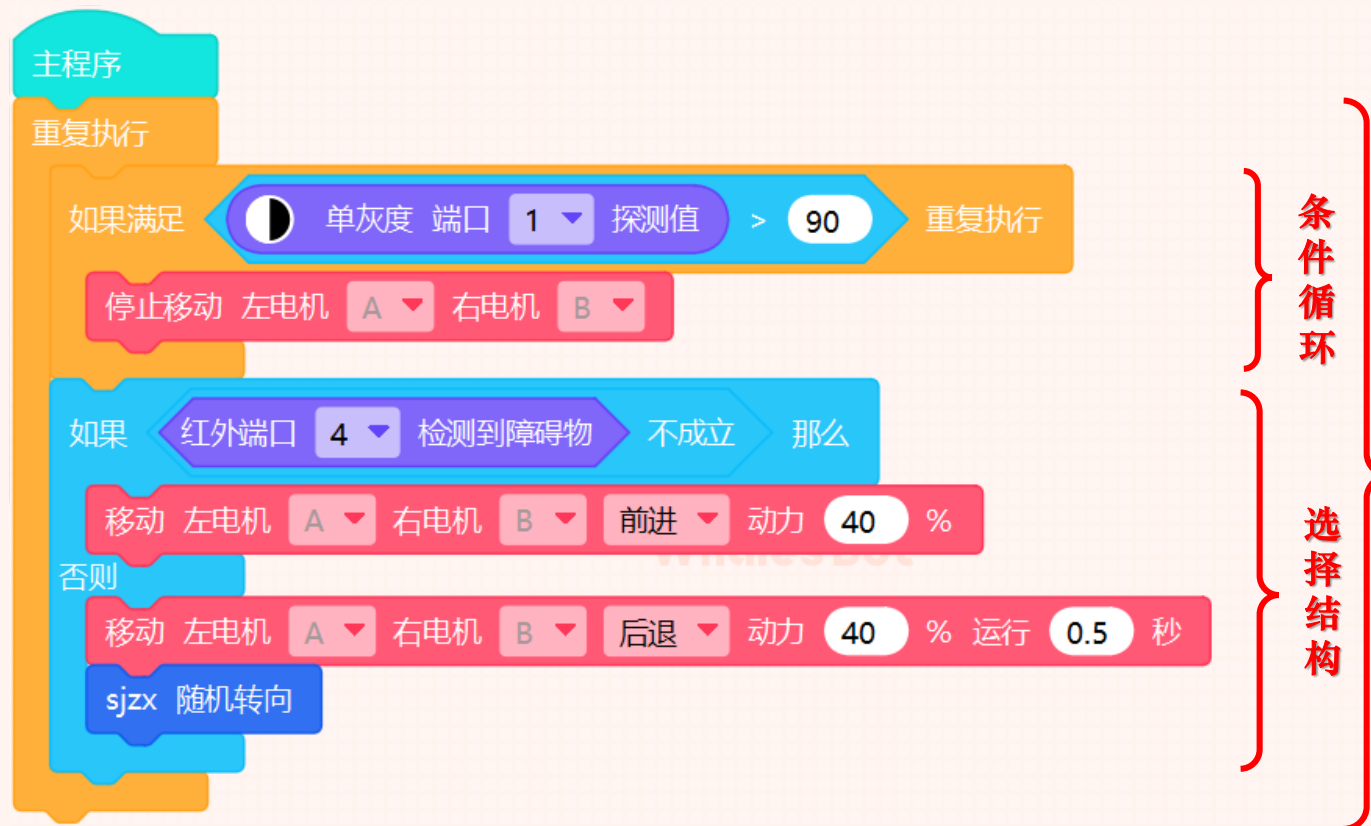 主程序
重复执行
如果满足 单灰度 端口 1 探测值 > 90 重复执行
停止移动 左电机 A 右电机 B
如果 红外端口 4 检测到障碍物 不成立 那么
移动 左电机 A 右电机 B 前进 动力 40 %
否则
移动 左电机 A 右电机 B 后退 动力 40 % 运行 0.5 秒
sjzx 随机转向
条件循环
选择结构